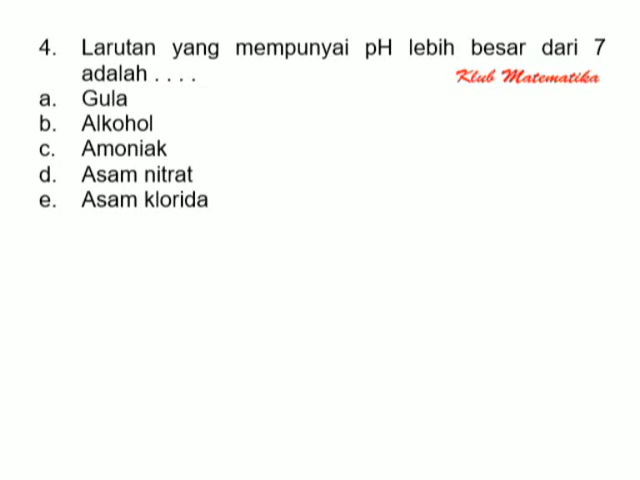 4. Larutan yang mempunyai pH lebih besar dari 7
adalah . . . .
Klub Matematika
a. Gula
b. Alkohol
c. Amoniak
d. Asam nitrat
e. Asam klorida